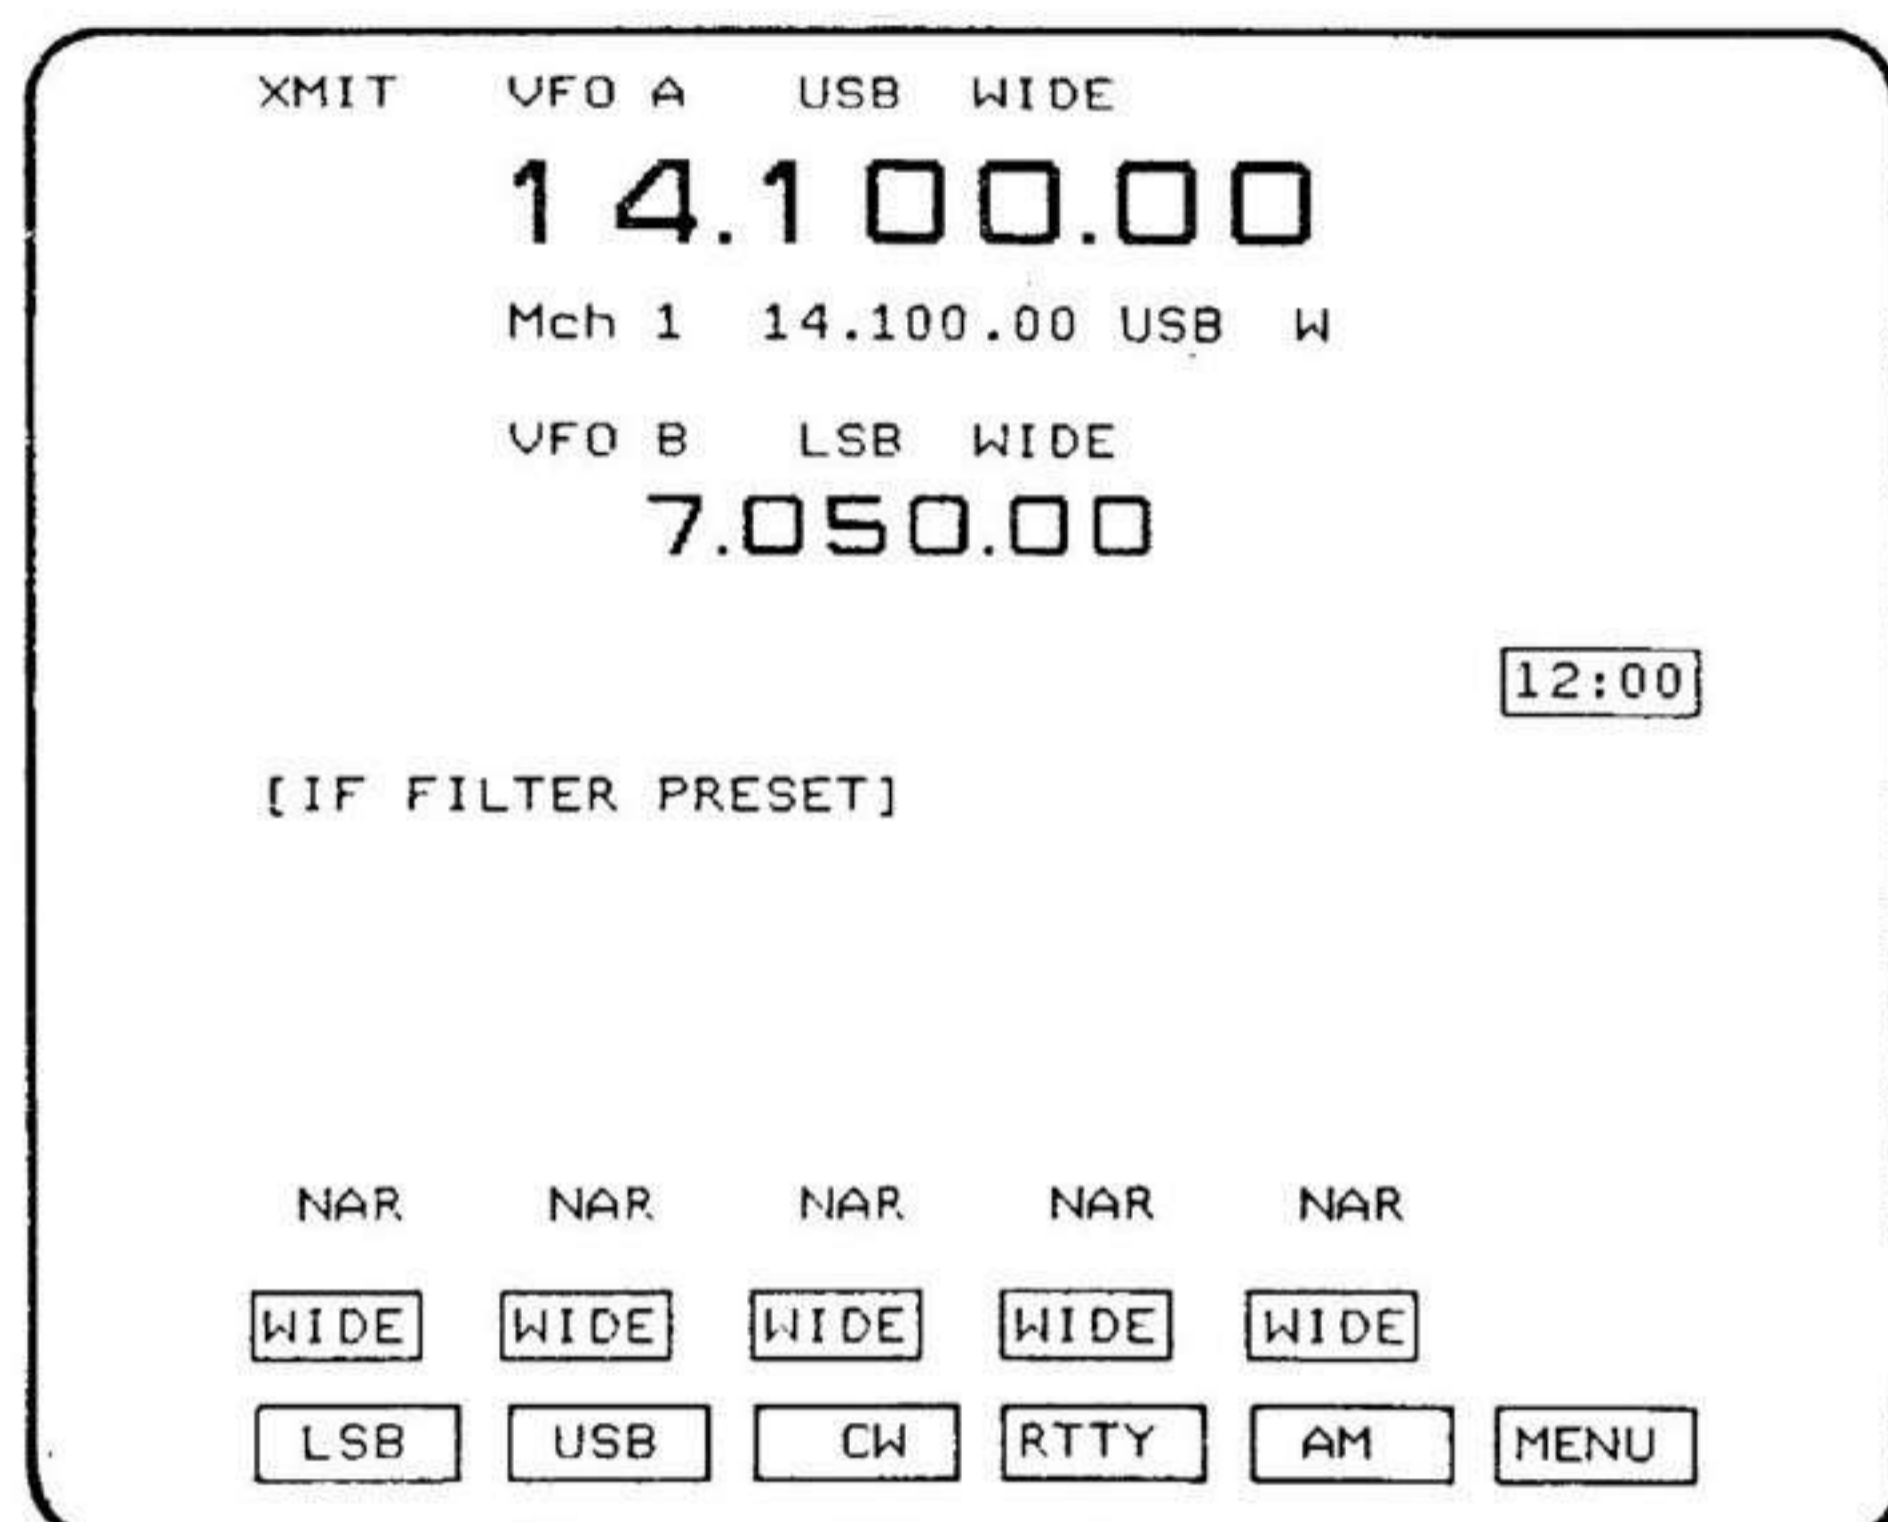 XMIT VFO A USB WIDE
14.100.00
Mch 1 14.100.00 USB W
VFO B LSB WIDE
7.050.00
12:00
[IF FILTER PRESET]
NAR NAR NAR NAR NAR
WIDE WIDE WIDE WIDE WIDE
LSB USB CW RTTY AM MENU